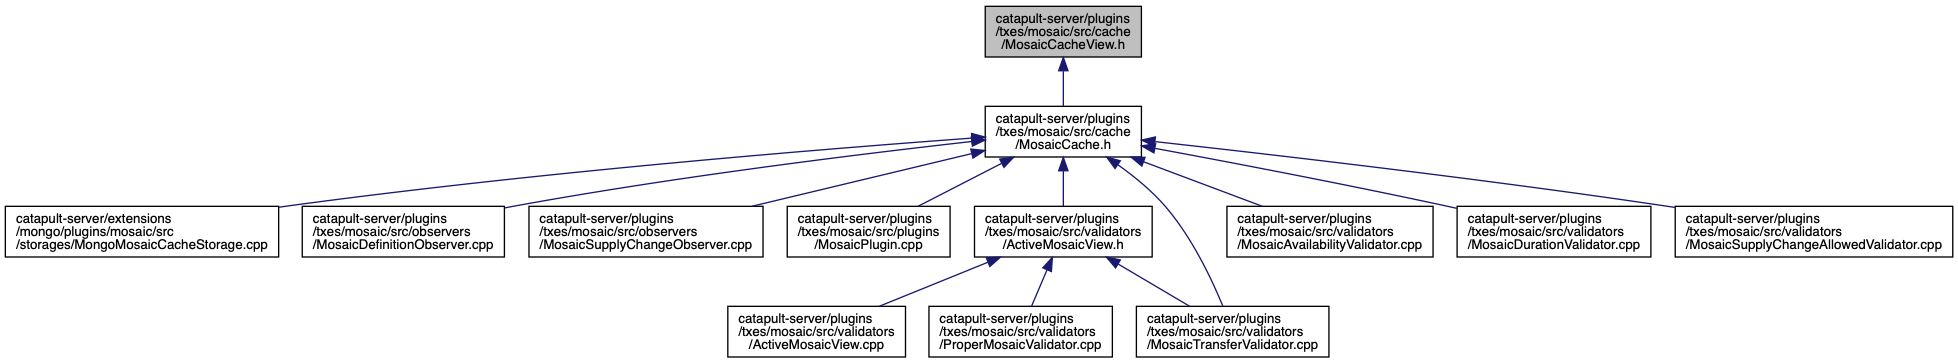 catapult-server/plugins
/txes/mosaic/src/cache
/MosaicCacheView.h
catapult-server/plugins
/txes/mosaic/src/cache
/MosaicCache.h
catapult-server/extensions
/mongo/plugins/mosaic/src
/storages/MongoMosaicCacheStorage.cpp
catapult-server/plugins
/txes/mosaic/src/observers
/MosaicDefinitionObserver.cpp
catapult-server/plugins
/txes/mosaic/src/observers
/MosaicSupplyChangeObserver.cpp
catapult-server/plugins
/txes/mosaic/src/plugins
/MosaicPlugin.cpp
catapult-server/plugins
/txes/mosaic/src/validators
/ActiveMosaicView.h
catapult-server/plugins
/txes/mosaic/src/validators
/MosaicAvailabilityValidator.cpp
catapult-server/plugins
/txes/mosaic/src/validators
/MosaicDurationValidator.cpp
catapult-server/plugins
/txes/mosaic/src/validators
/MosaicSupplyChangeAllowedValidator.cpp
catapult-server/plugins
/txes/mosaic/src/validators
/ActiveMosaicView.cpp
catapult-server/plugins
/txes/mosaic/src/validators
/ProperMosaicValidator.cpp
catapult-server/plugins
/txes/mosaic/src/validators
/MosaicTransferValidator.cpp